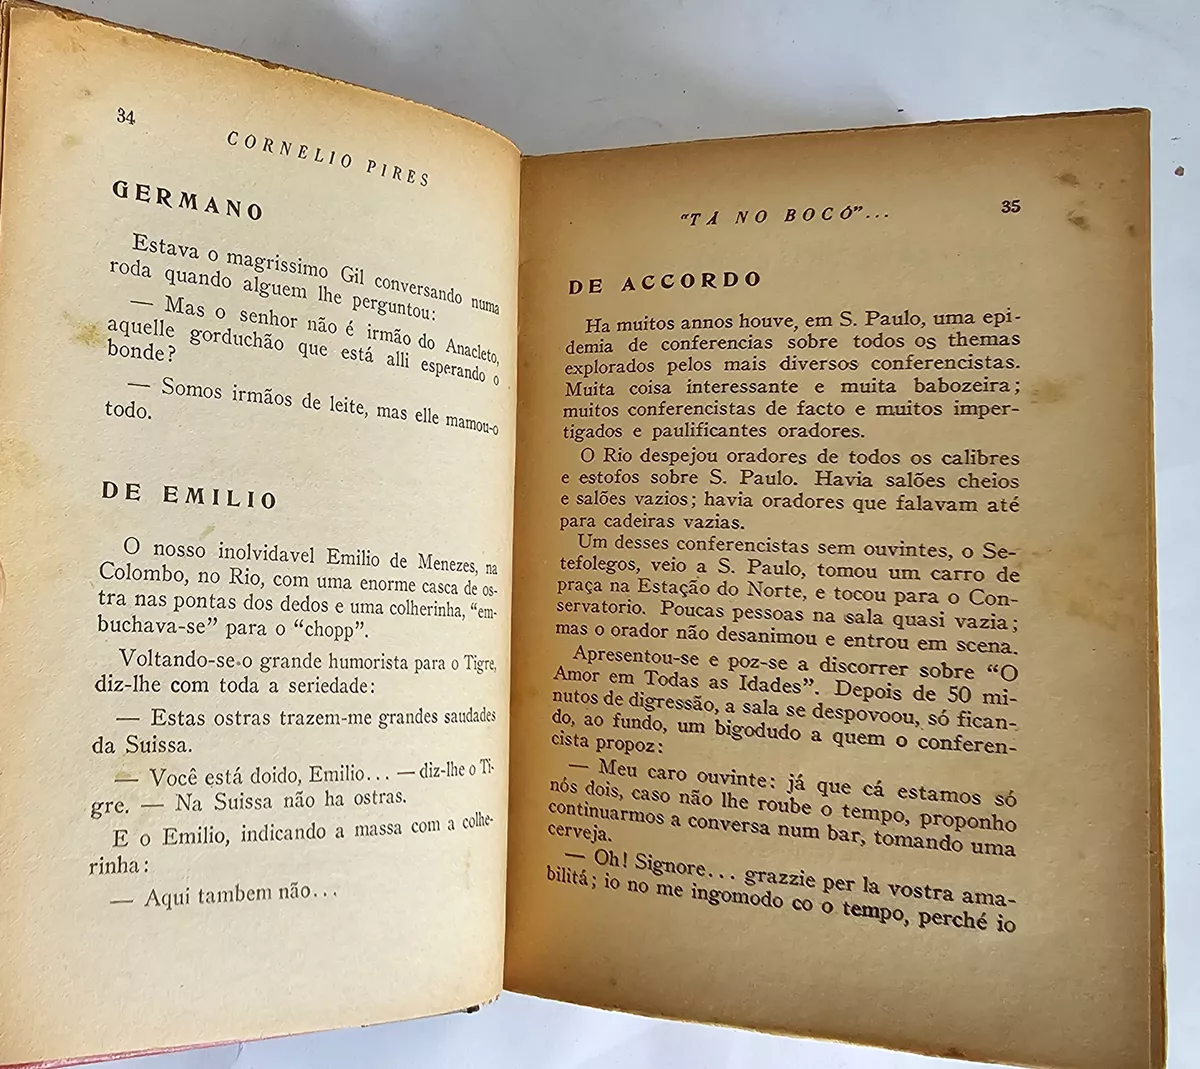 34
CORNELIO PIRES
GERMANO
Estava o magrissimo Gil conversando numa
roda quando alguem lhe perguntou:
— Mas o senhor não é irmão do Anacleto,
aquelle gorduchão que está alli esperando o
bonde?
— Somos irmãos de leite, mas elle mamou-o
todo.
DE EMILIO
O nosso inolvidavel Emilio de Menezes, na
Colombo, no Rio, com uma enorme casca de os-
tra nas pontas dos dedos e uma colherinha, “em-
buchava-se” para o “chopp”.
Voltando-se o grande humorista para o Tigre,
diz-lhe com toda a seriedade:
— Estas ostras trazem-me grandes saudades
da Suissa.
— Você está doido, Emilio... — diz-lhe o Ti-
gre. — Na Suissa não ha ostras.
E o Emilio, indicando a massa com a colhe-
rinha:
— Aqui tambem não...
“TÁ NO BOCÓ”...
35
DE ACCORDO
Ha muitos annos houve, em S. Paulo, uma epi-
demia de conferencias sobre todos os themas
explorados pelos mais diversos conferencistas.
Muita coisa interessante e muita babozeira;
muitos conferencistas de facto e muitos imper-
tigados e paulificantes oradores.
O Rio despejou oradores de todos os calibres
e estofos sobre S. Paulo. Havia salões cheios
e salões vazios; havia oradores que falavam até
para cadeiras vazias.
Um desses conferencistas sem ouvintes, o Se-
tefolegos, veio a S. Paulo, tomou um carro de
praça na Estação do Norte, e tocou para o Con-
servatorio. Poucas pessoas na sala quasi vazia;
mas o orador não desanimou e entrou em scena.
Apresentou-se e poz-se a discorrer sobre “O
Amor em Todas as Idades”. Depois de 50 mi-
nutos de digressão, a sala se despovoou, só fican-
do, ao fundo, um bigodudo a quem o conferen-
cista propoz:
— Meu caro ouvinte: já que cá estamos só
nós dois, caso não lhe roube o tempo, proponho
continuarmos a conversa num bar, tomando uma
cerveja.
— Oh! Signore... grazzie per la vostra ama-
bilitá; io no me ingomodo co o tempo, perché io